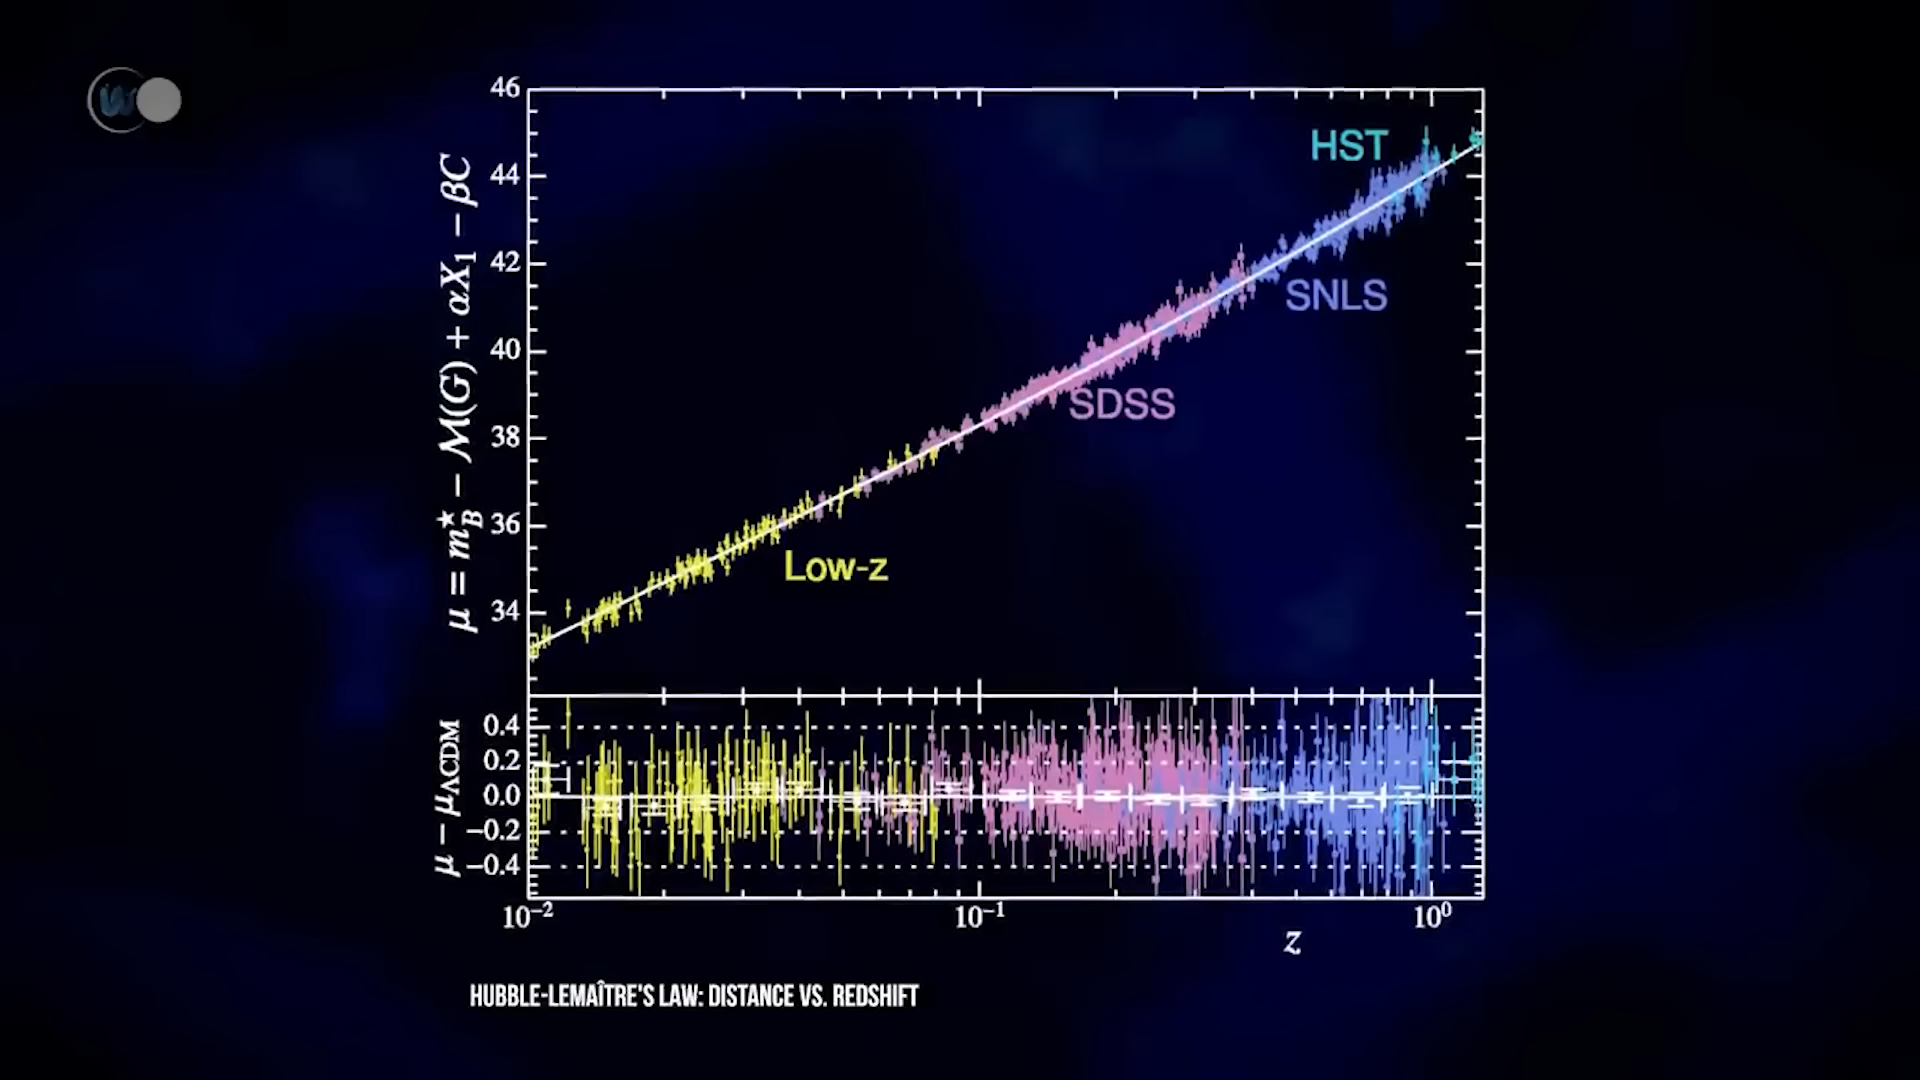 W
46
44
42
40
38
36
34
μ = m★B − M(G) + αX1 − βC
HST
SNLS
SDSS
Low-z
0.4
0.2
0.0
−0.2
−0.4
μ − μΛCDM
10−2
10−1
100
z
HUBBLE-LEMAÎTRE'S LAW: DISTANCE VS. REDSHIFT